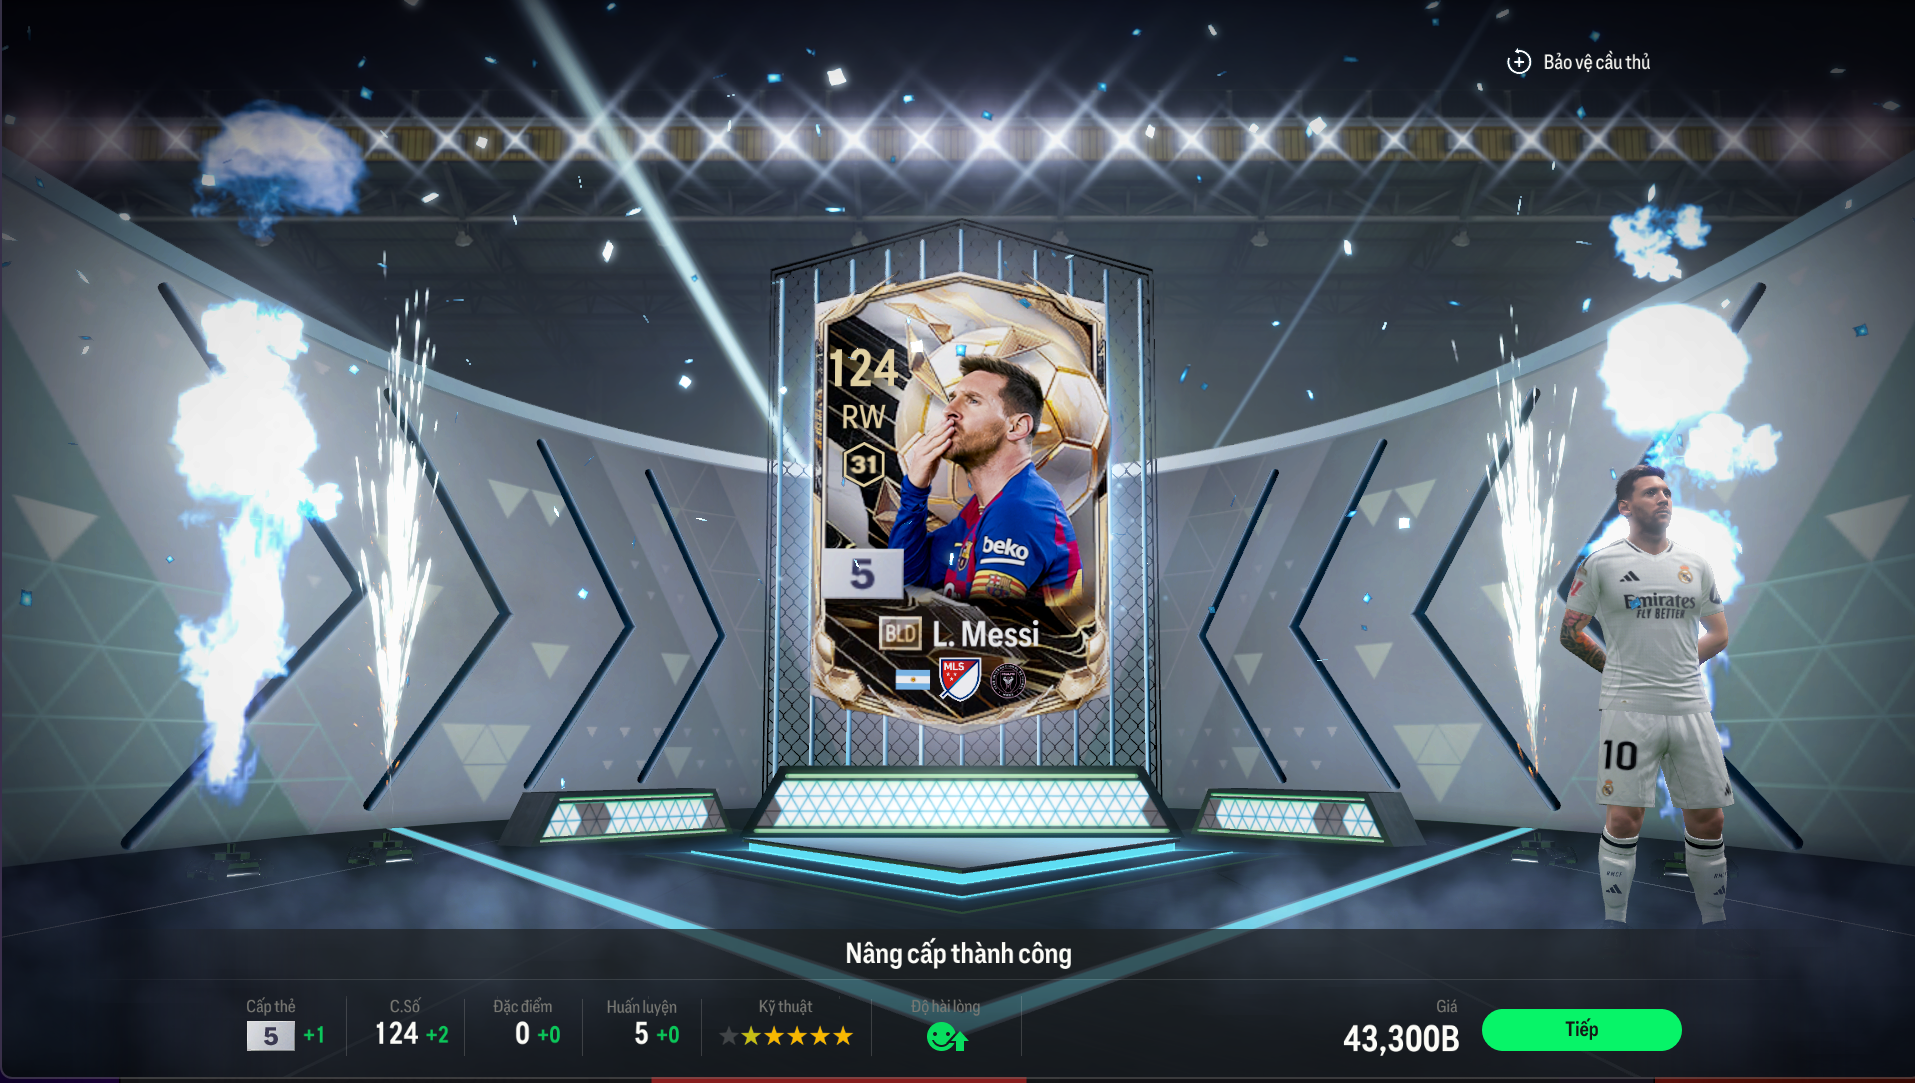 Bảo vệ cầu thủ
124
RW
31
beko
5
BLD L. Messi
MLS
Emirates
FLY BETTER
10
RMCF
Nâng cấp thành công
Cấp thẻ
5 +1
C.Số
124 +2
Đặc điểm
0 +0
Huấn luyện
5 +0
Kỹ thuật
Độ hài lòng
Giá
43,300B
Tiếp